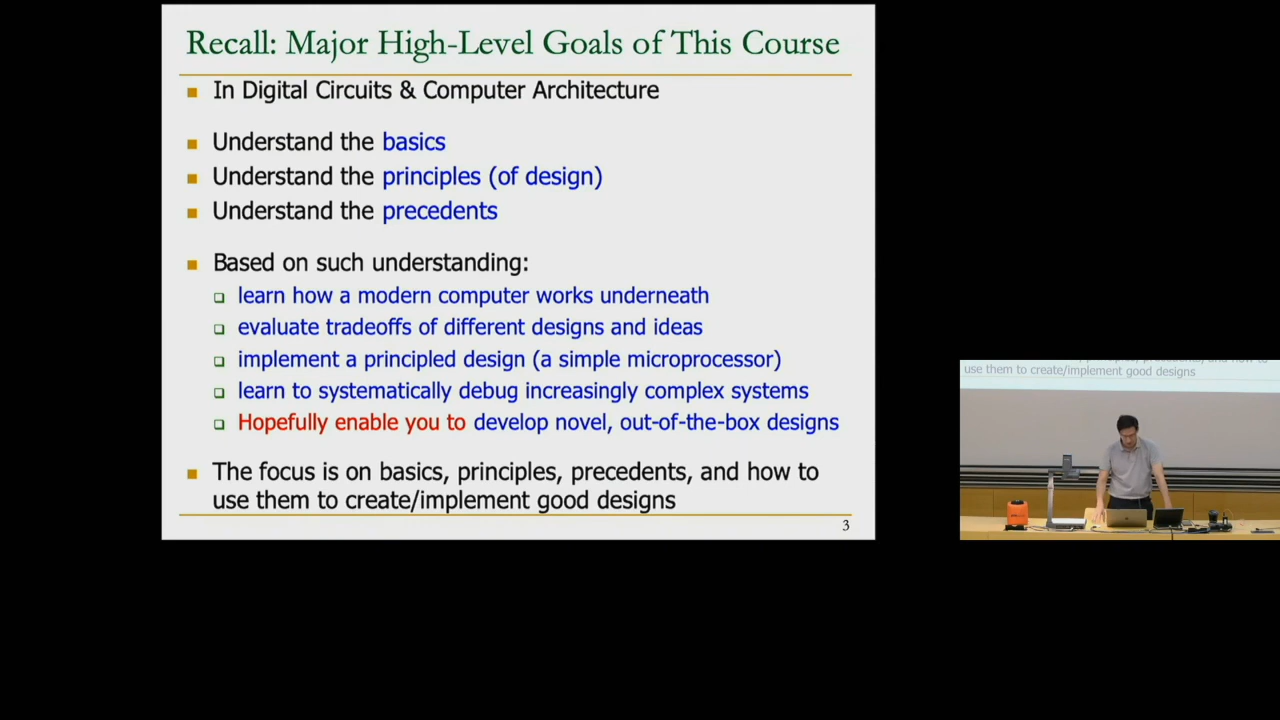 Recall: Major High-Level Goals of This Course
In Digital Circuits & Computer Architecture
Understand the basics
Understand the principles (of design)
Understand the precedents
Based on such understanding:
learn how a modern computer works underneath
evaluate tradeoffs of different designs and ideas
implement a principled design (a simple microprocessor)
learn to systematically debug increasingly complex systems
Hopefully enable you to develop novel, out-of-the-box designs
The focus is on basics, principles, precedents, and how to
use them to create/implement good designs
3
use them to create/implement good designs